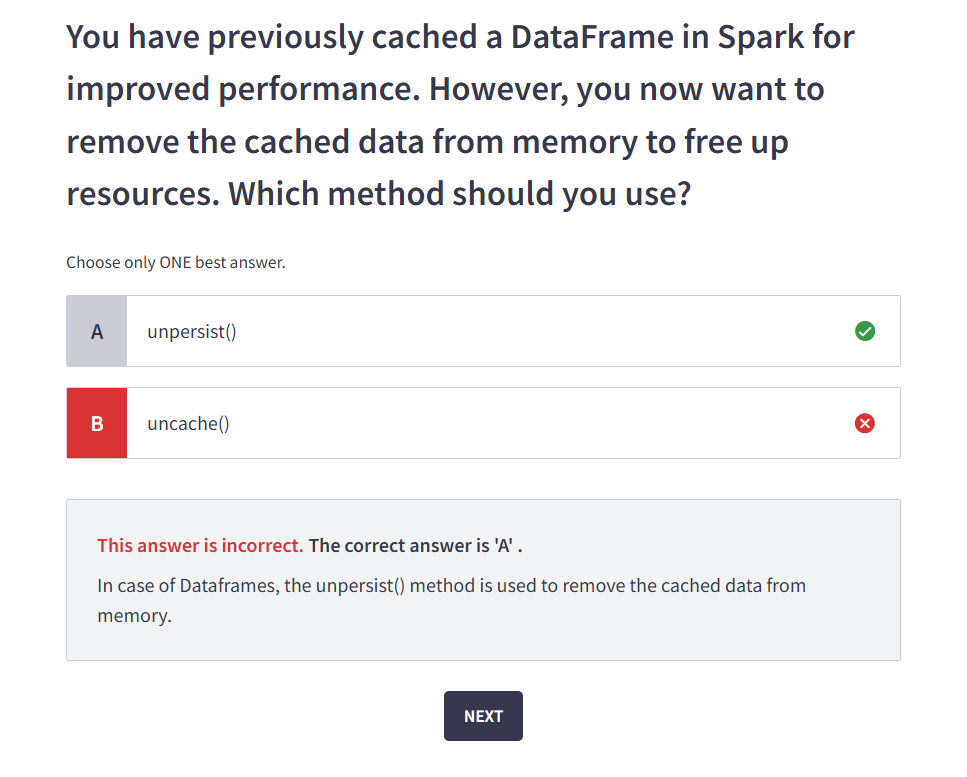 You have previously cached a DataFrame in Spark for
improved performance. However, you now want to
remove the cached data from memory to free up
resources. Which method should you use?
Choose only ONE best answer.
A unpersist()
B uncache()
This answer is incorrect. The correct answer is 'A' .
In case of Dataframes, the unpersist() method is used to remove the cached data from
memory.
NEXT